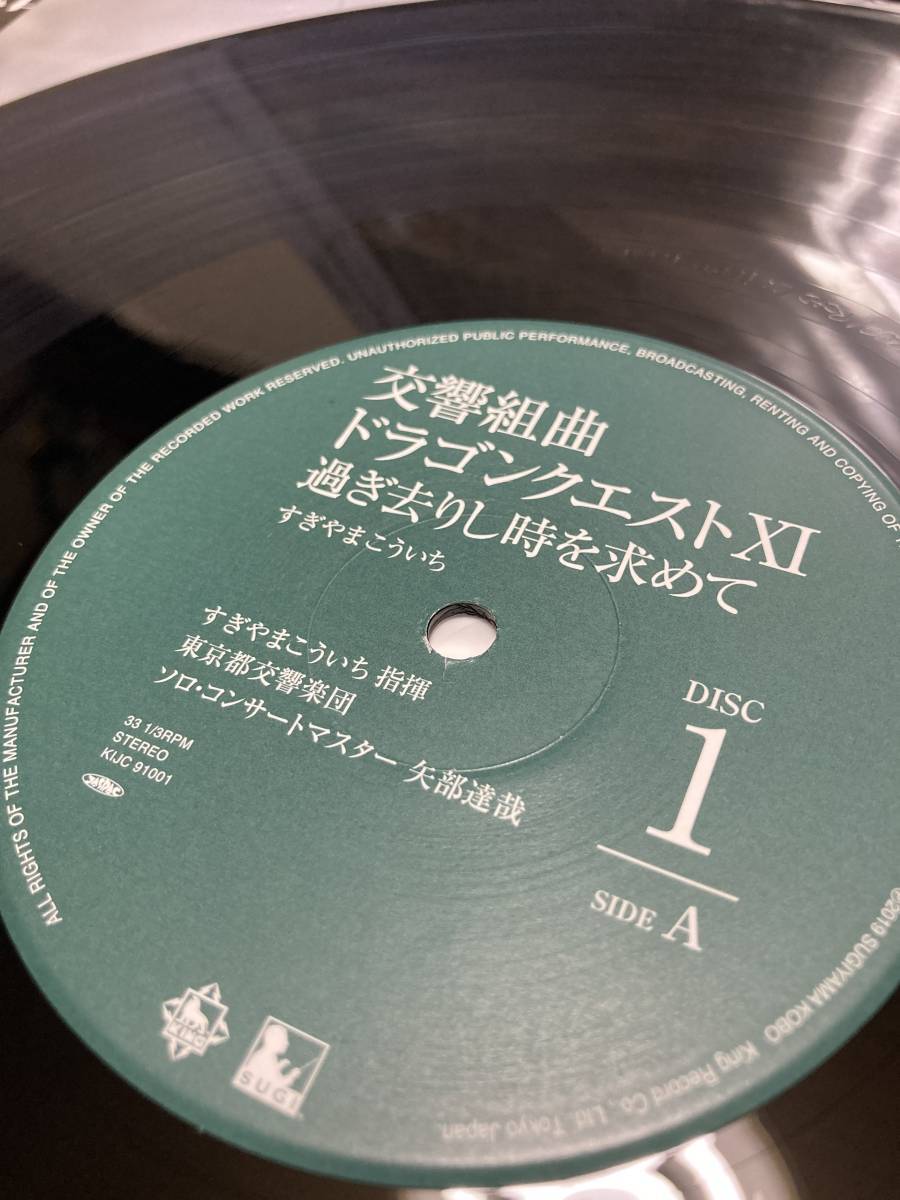 交響組曲
ドラゴンクエストXI
過ぎ去りし時を求めて
すぎやまこういち
すぎやまこういち 指揮
東京都交響楽団
ソロ・コンサートマスター 矢部達哉
33 1/3RPM
STEREO
KIJC 91001
DISC
1
SIDE A
KING
SUGI
ALL RIGHTS OF THE MANUFACTURER AND OF THE OWNER OF THE RECORDED WORK RESERVED. UNAUTHORIZED PUBLIC PERFORMANCE. BROADCASTING. RENTING AND COPYING OF
℗2019 SUGIYAMA KOBO King Record Co., Ltd. Tokyo Japan.